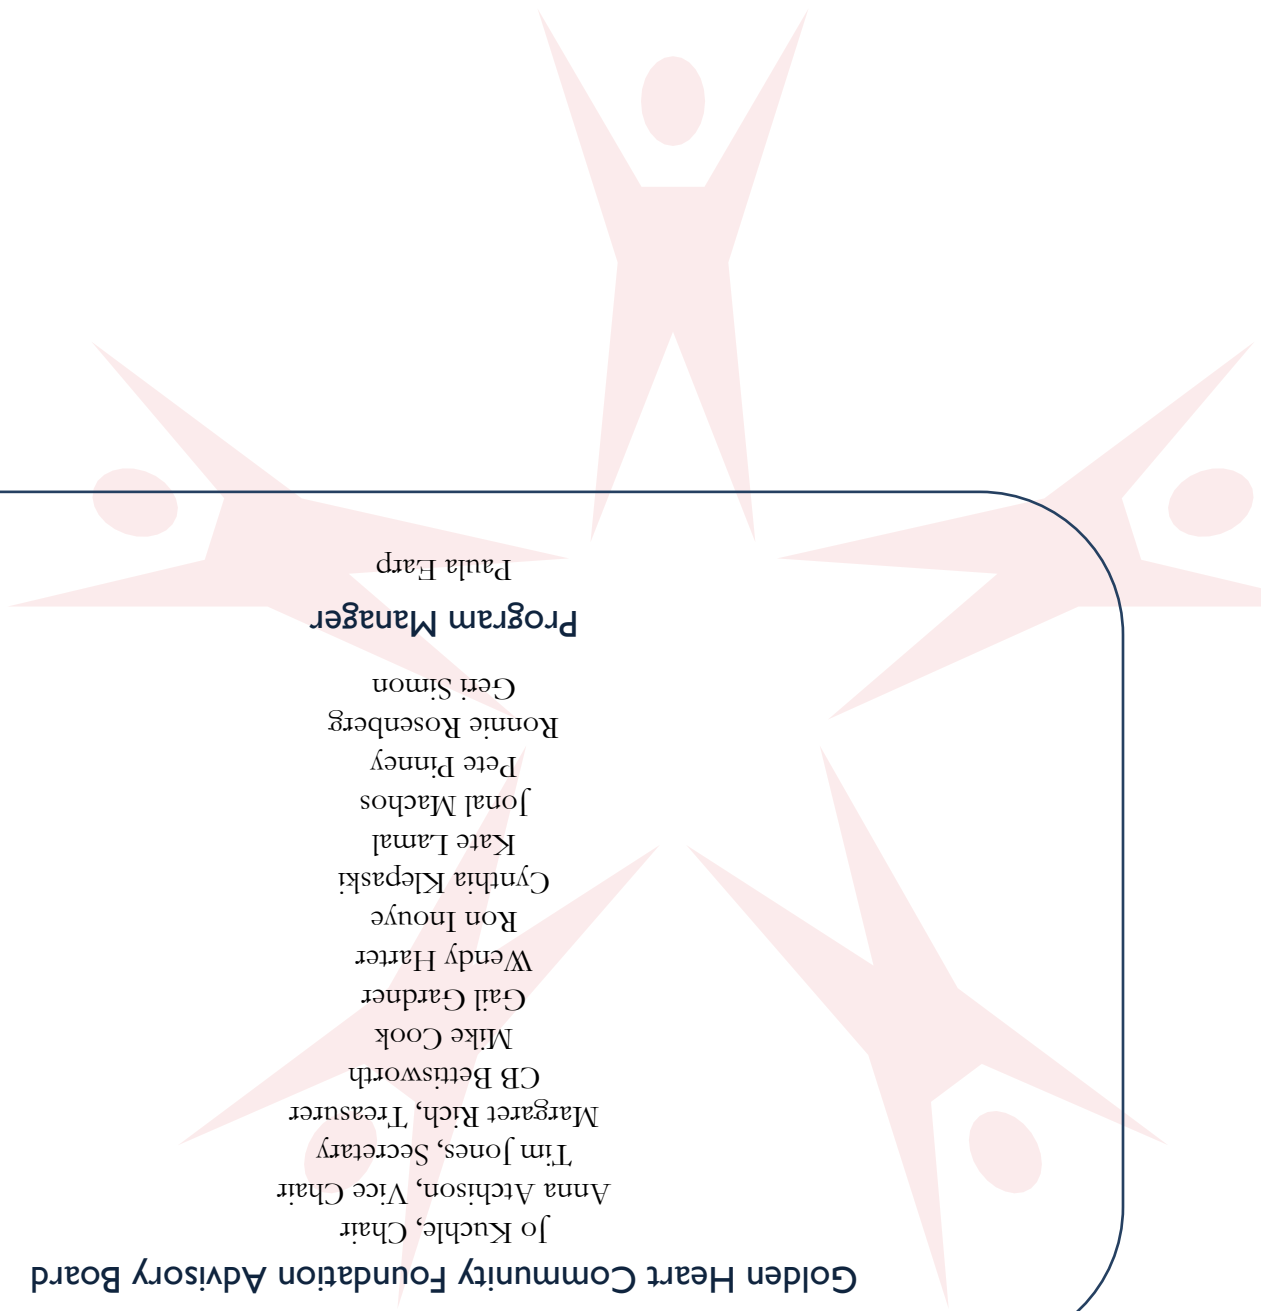 Golden Heart Community Foundation Advisory Board
Jo Kuchle, Chair
Anna Atchison, Vice Chair
Tim Jones, Secretary
Margaret Rich, Treasurer
CB Bettisworth
Mike Cook
Gail Gardner
Wendy Harter
Ron Inouye
Cynthia Klepaski
Kate Lamal
Jonal Machos
Pete Pinney
Ronnie Rosenberg
Geri Simon
Program Manager
Paula Earp